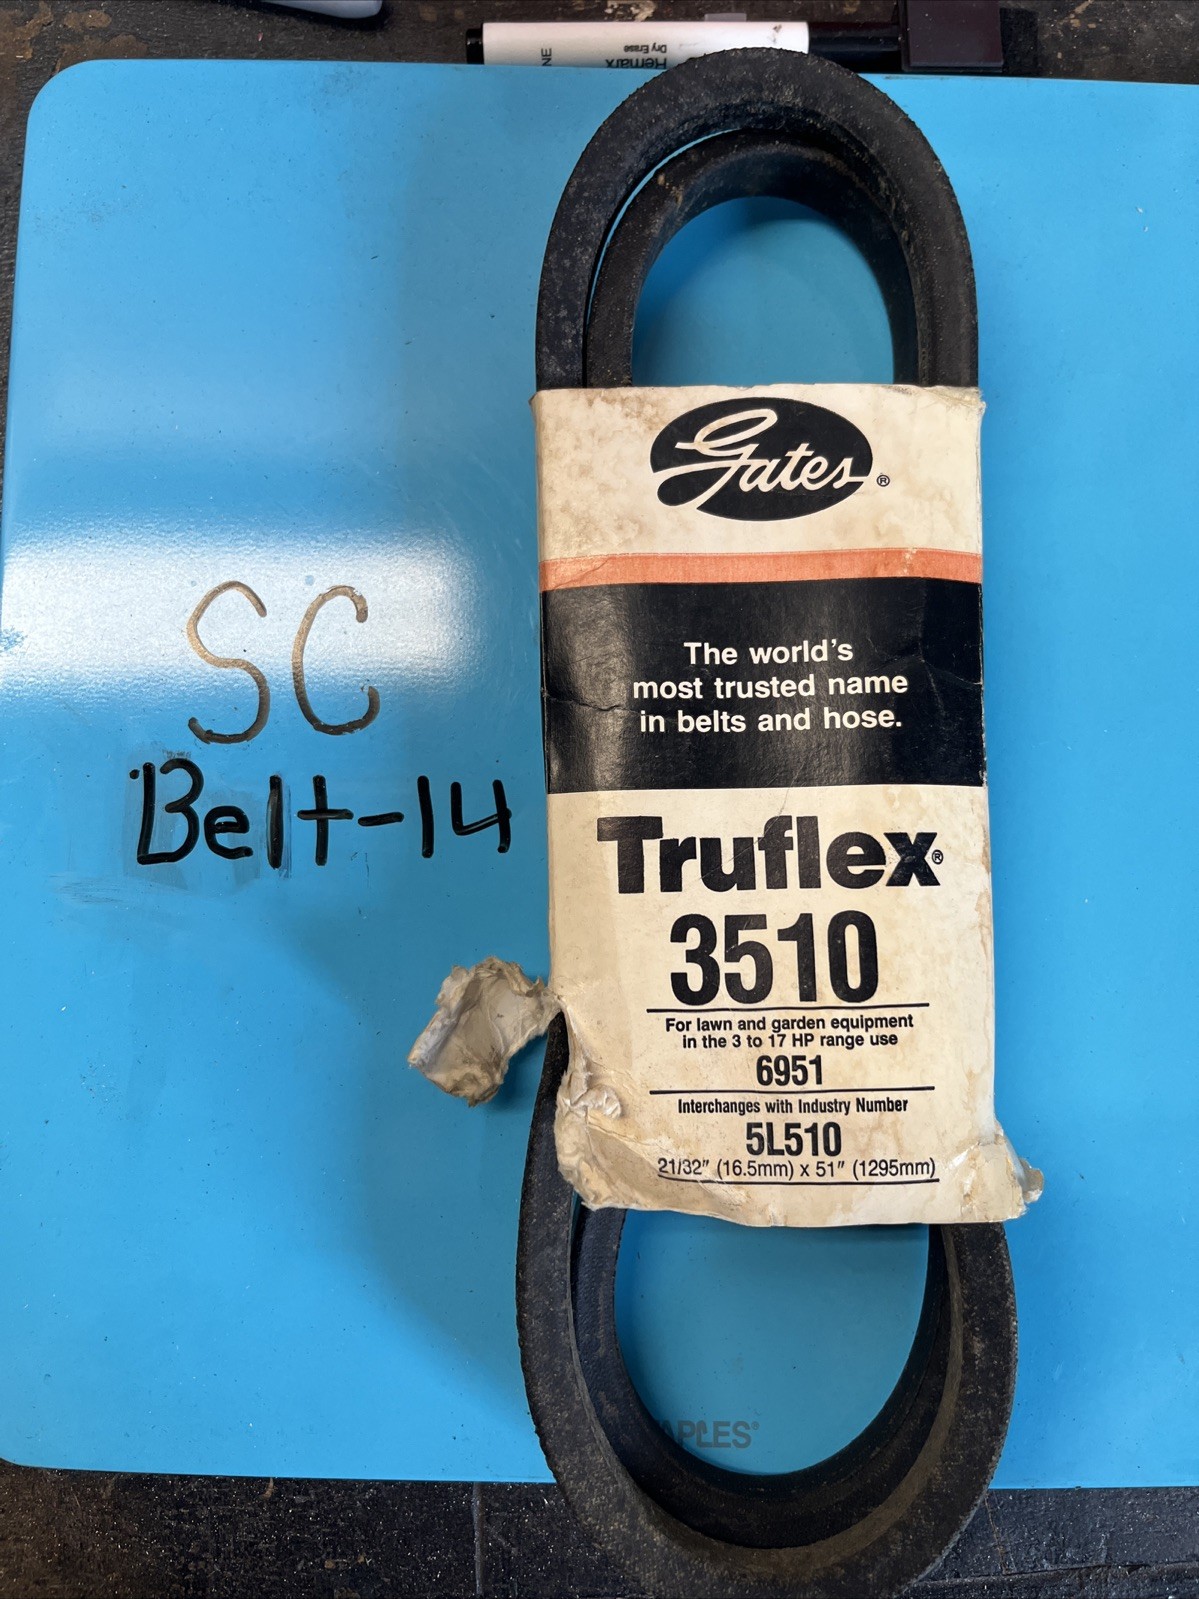 NE
Dry Erase
Remarx
SC
Belt-14
Gates®
The world's
most trusted name
in belts and hose.
Truflex®
3510
For lawn and garden equipment
in the 3 to 17 HP range use
6951
Interchanges with Industry Number
5L510
21/32" (16.5mm) x 51" (1295mm)
APLES®